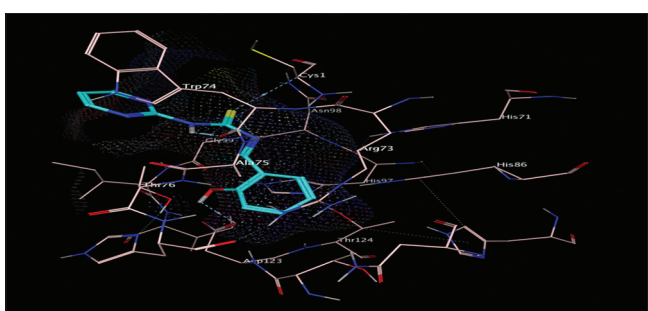 Cys1
Trp74
Asn98
His71
Gly99
Arg73
Ala75
His86
His97
Thr76
Thr124
Asp123